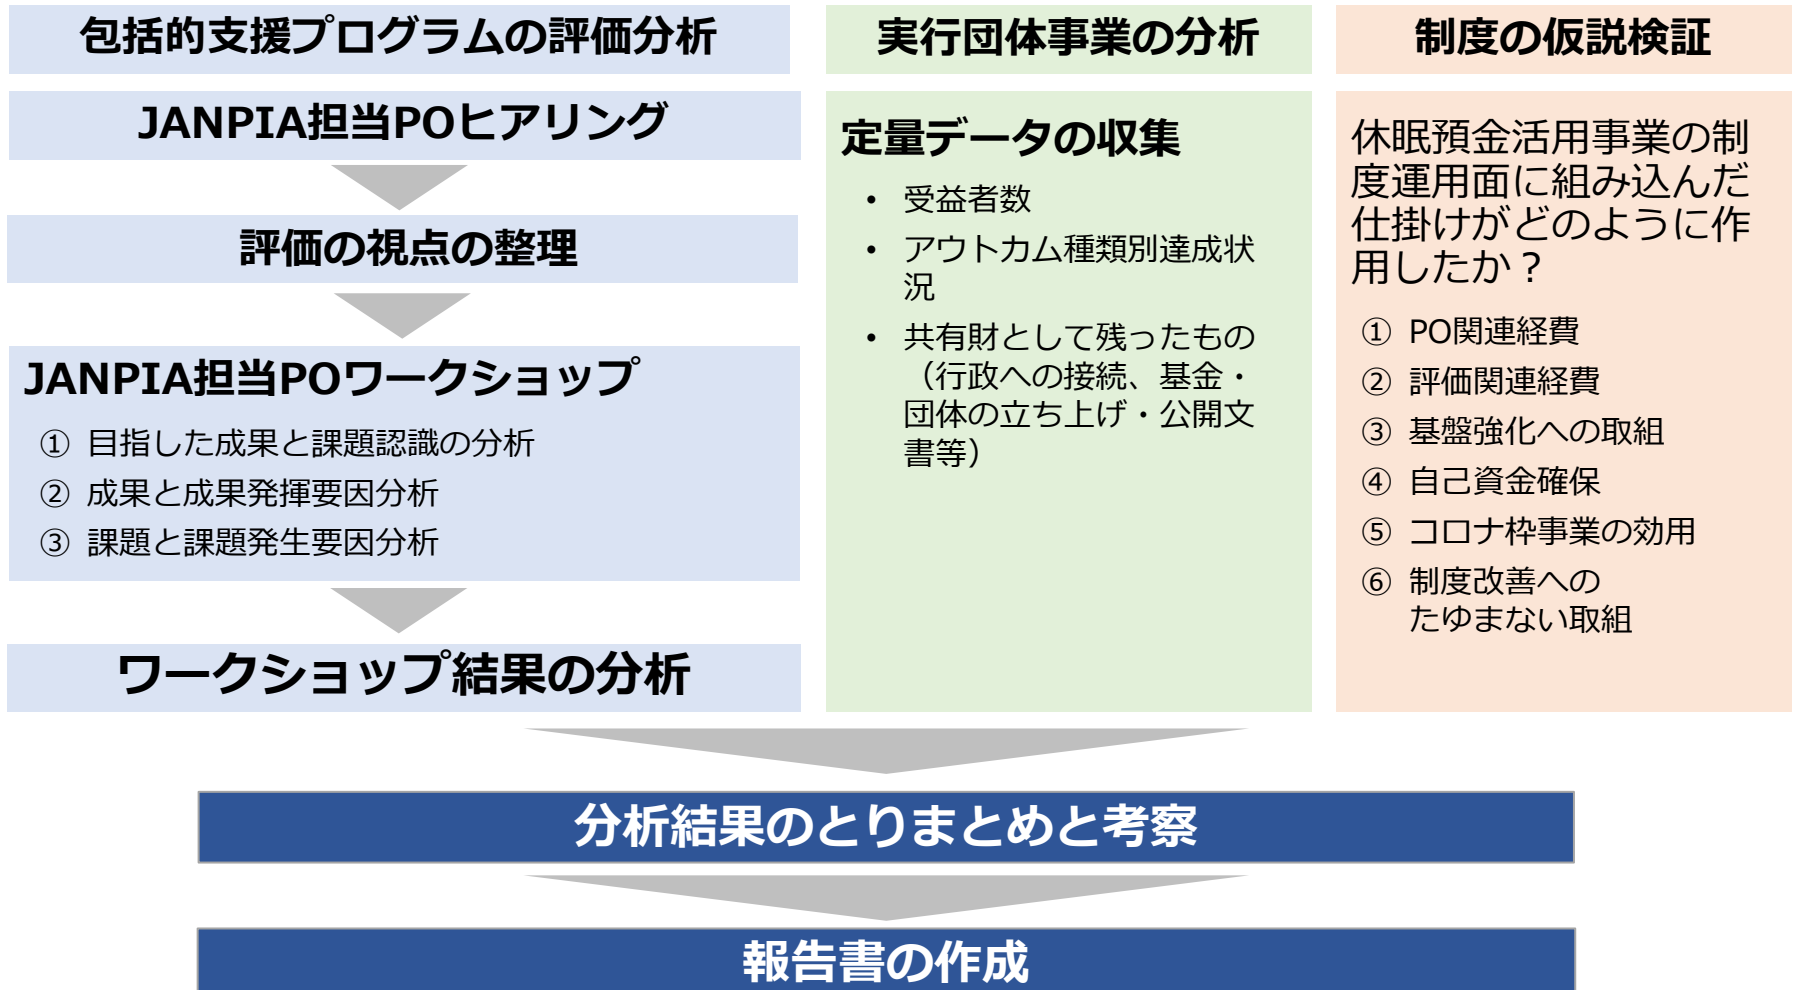 包括的支援プログラムの評価分析
JANPIA担当POヒアリング
評価の視点の整理
JANPIA担当POワークショップ
① 目指した成果と課題認識の分析
② 成果と成果発揮要因分析
③ 課題と課題発生要因分析
ワークショップ結果の分析
実行団体事業の分析
定量データの収集
• 受益者数
• アウトカム種類別達成状
況
• 共有財として残ったもの
（行政への接続、基金・
団体の立ち上げ・公開文
書等）
制度の仮説検証
休眠預金活用事業の制
度運用面に組み込んだ
仕掛けがどのように作
用したか？
① PO関連経費
② 評価関連経費
③ 基盤強化への取組
④ 自己資金確保
⑤ コロナ枠事業の効用
⑥ 制度改善への
たゆまない取組
分析結果のとりまとめと考察
報告書の作成